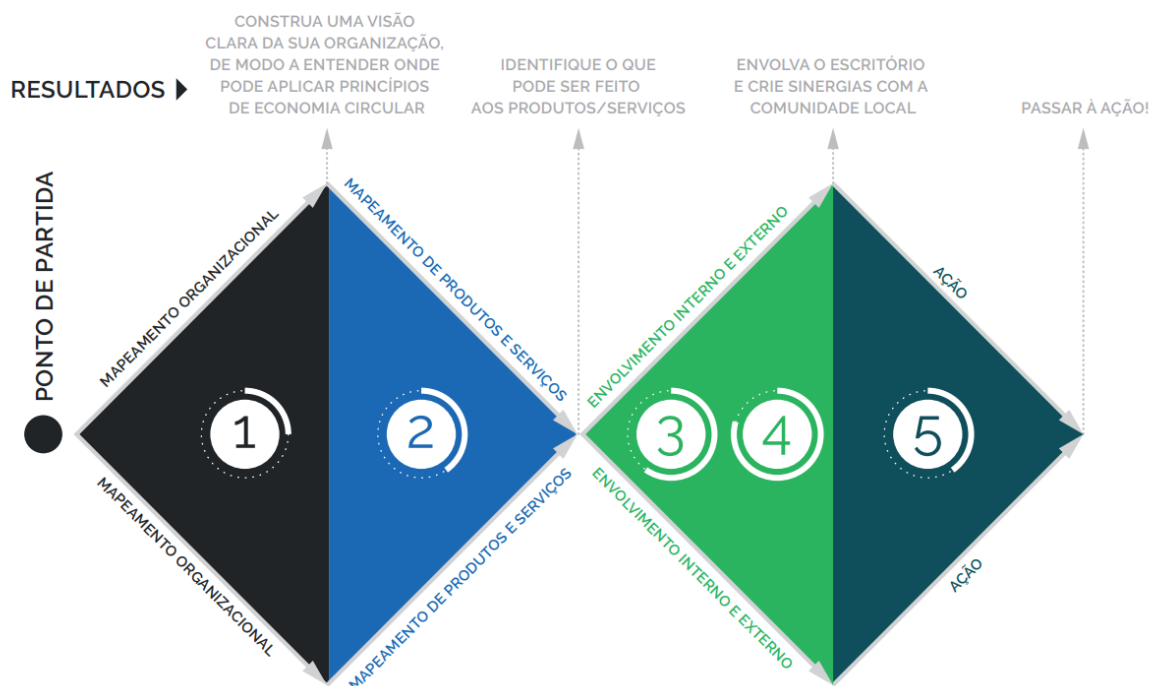 CONSTRUA UMA VISÃO
CLARA DA SUA ORGANIZAÇÃO,
DE MODO A ENTENDER ONDE
PODE APLICAR PRINCÍPIOS
DE ECONOMIA CIRCULAR
IDENTIFIQUE O QUE
PODE SER FEITO
AOS PRODUTOS/SERVIÇOS
ENVOLVA O ESCRITÓRIO
E CRIE SINERGIAS COM A
COMUNIDADE LOCAL
PASSAR À AÇÃO!
RESULTADOS
PONTO DE PARTIDA
MAPEAMENTO ORGANIZACIONAL
MAPEAMENTO DE PRODUTOS E SERVIÇOS
ENVOLVIMENTO INTERNO E EXTERNO
AÇÃO
1
2
3
4
5
MAPEAMENTO ORGANIZACIONAL
MAPEAMENTO DE PRODUTOS E SERVIÇOS
ENVOLVIMENTO INTERNO E EXTERNO
AÇÃO